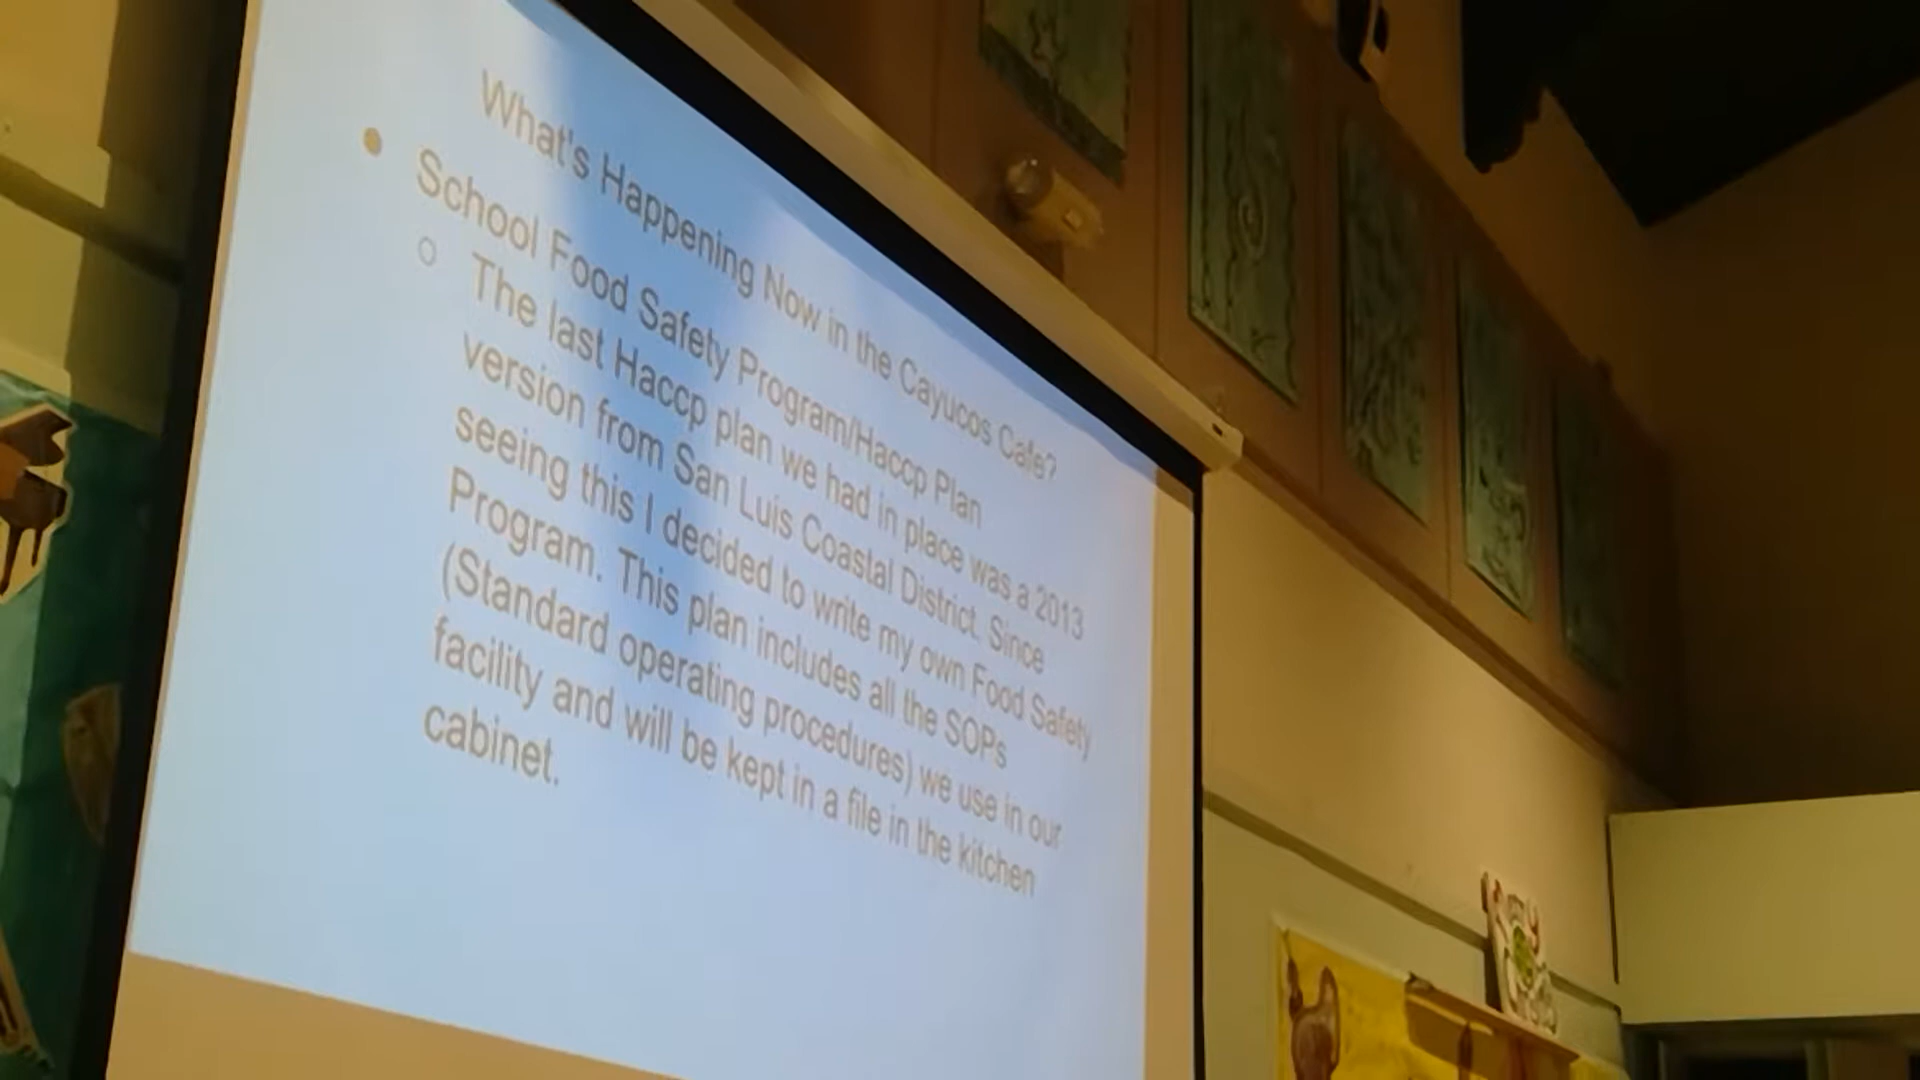 What's Happening Now in the Cayucos Cafe?
● School Food Safety Program/Haccp Plan
○ The last Haccp plan we had in place was a 2013
version from San Luis Coastal District. Since
seeing this I decided to write my own Food Safety
Program. This plan includes all the SOPs
(Standard operating procedures) we use in our
facility and will be kept in a file in the kitchen
cabinet.